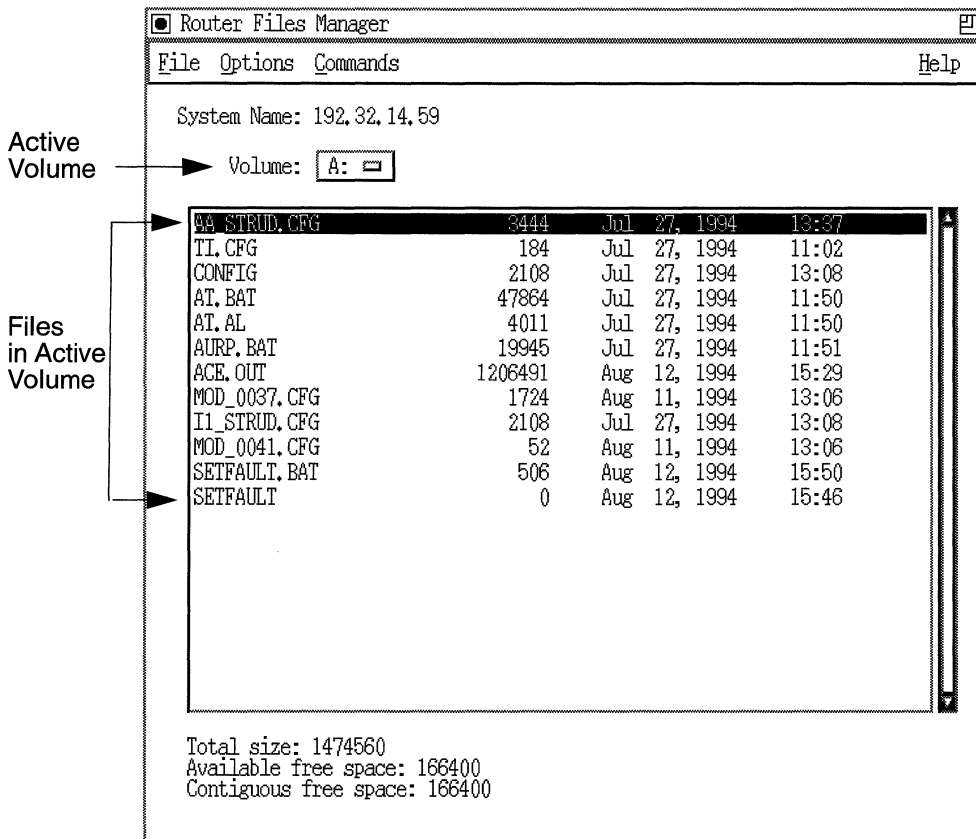 Router Files Manager
File Options Commands Help
System Name: 192.32.14.59
Active
Volume
Volume: A:
AA_STRUD.CFG 3444 Jul 27, 1994 13:37
TI.CFG 184 Jul 27, 1994 11:02
CONFIG 2108 Jul 27, 1994 13:08
AT.BAT 47864 Jul 27, 1994 11:50
AT.AL 4011 Jul 27, 1994 11:50
AURP.BAT 19945 Jul 27, 1994 11:51
ACE.OUT 1206491 Aug 12, 1994 15:29
MOD_0037.CFG 1724 Aug 11, 1994 13:06
I1_STRUD.CFG 2108 Jul 27, 1994 13:08
MOD_0041.CFG 52 Aug 11, 1994 13:06
SETFAULT.BAT 506 Aug 12, 1994 15:50
SETFAULT 0 Aug 12, 1994 15:46
Files
in Active
Volume
Total size: 1474560
Available free space: 166400
Contiguous free space: 166400